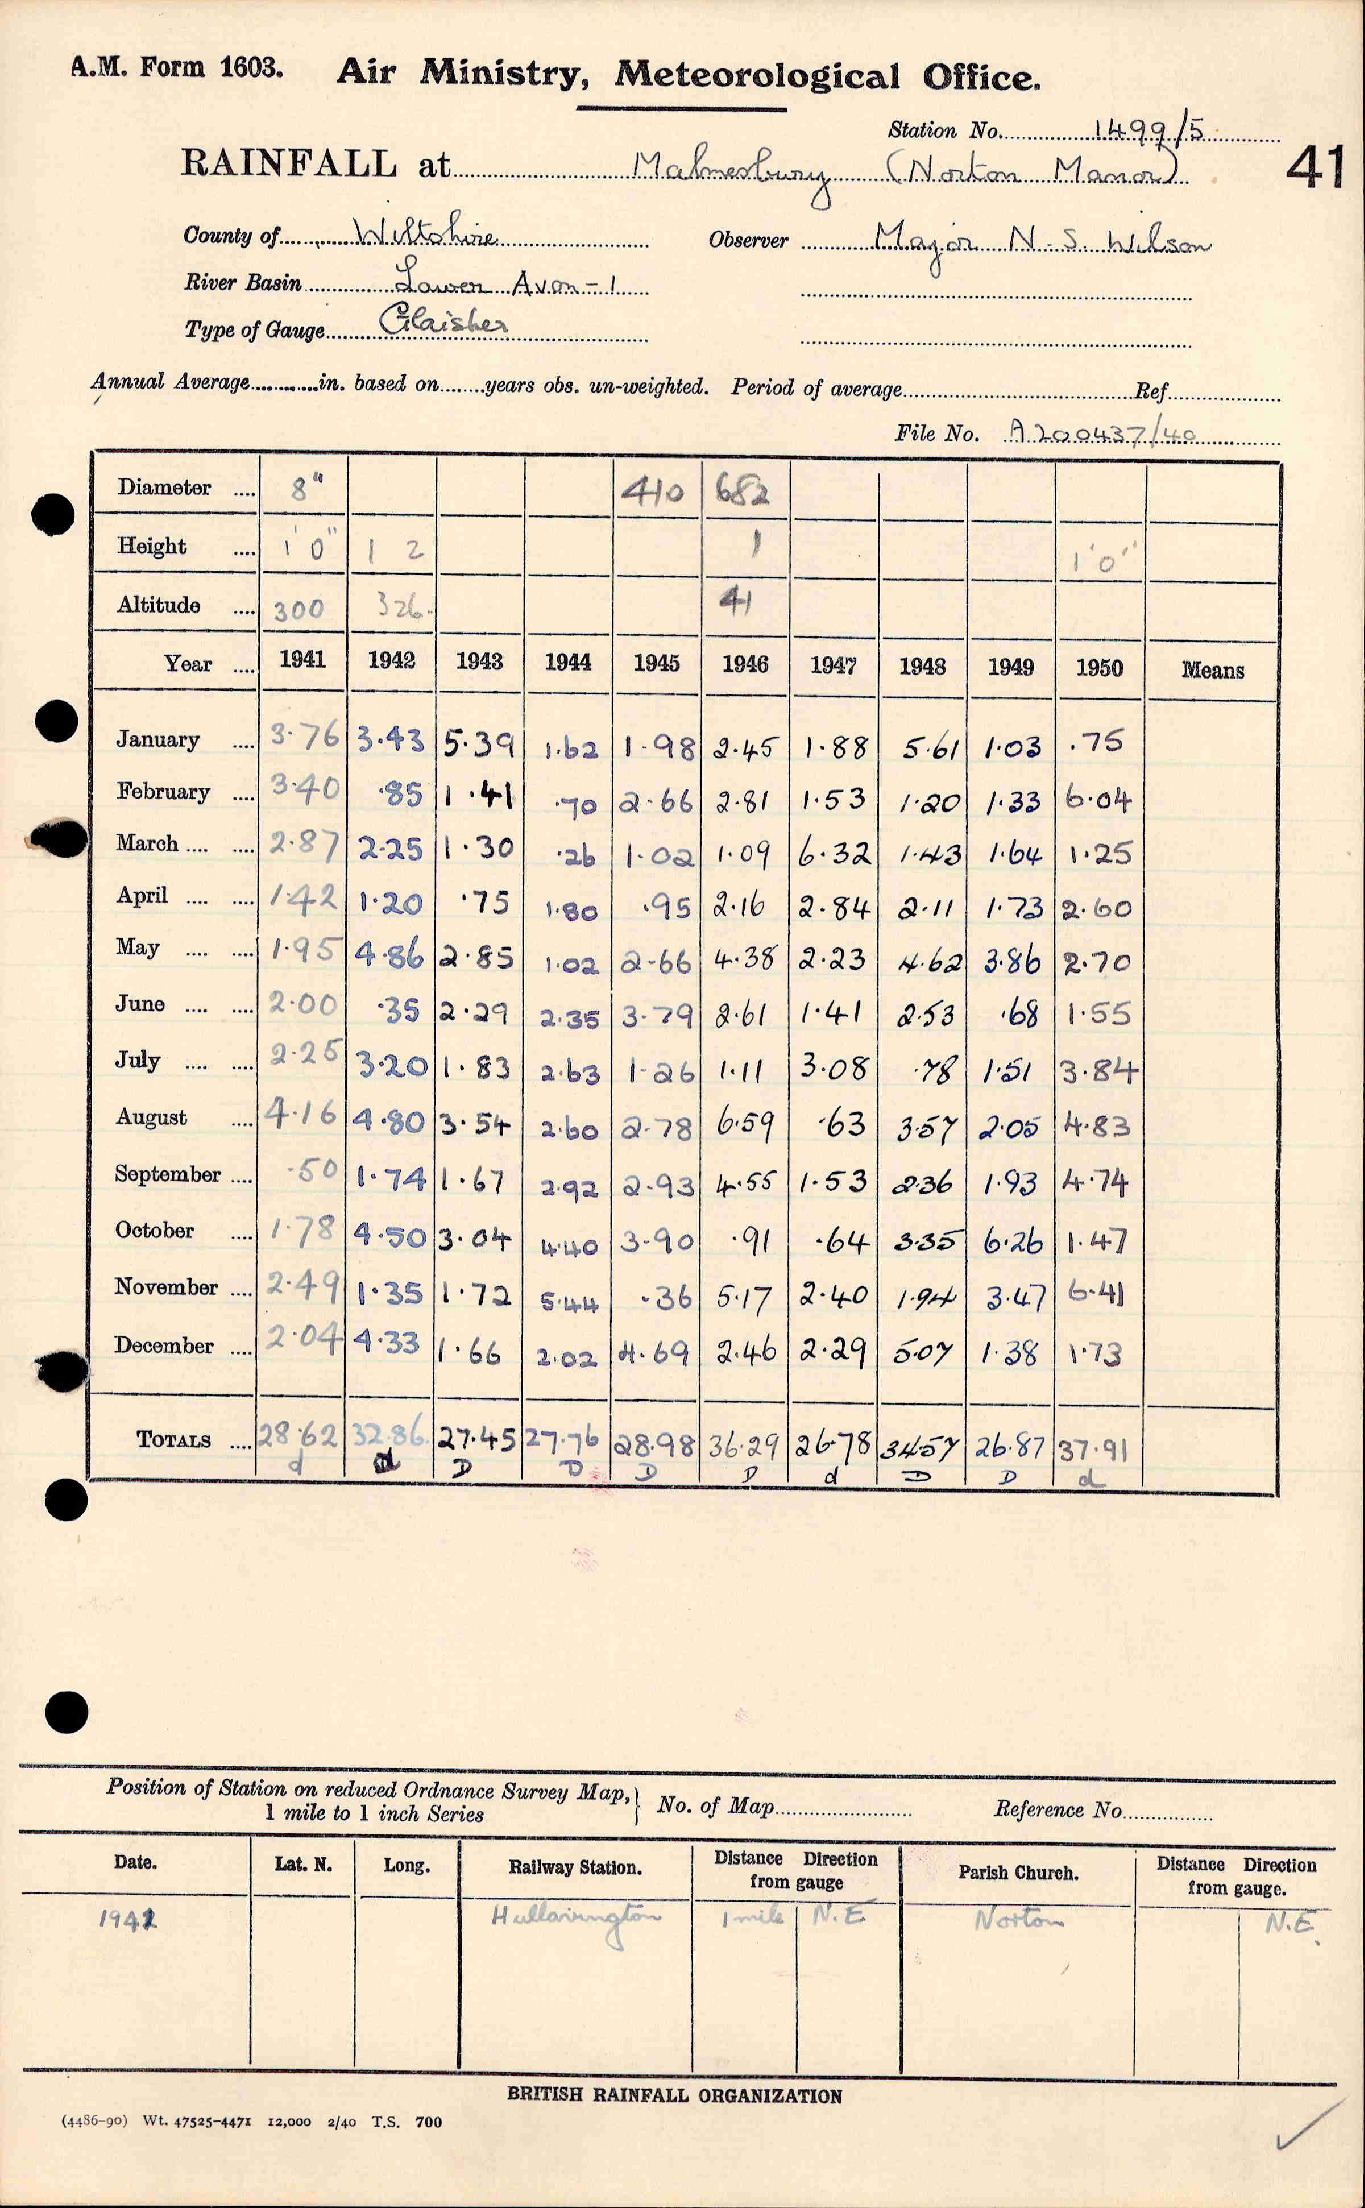 A.M. Form 1603. Air Ministry, Meteorological Office.
Station No. 1499/5
RAINFALL at Malmesbury (Norton Manor) 41
County of Wiltshire Observer Major N. S. Wilson
River Basin Lower Avon - 1
Type of Gauge Glaisher
Annual Average in. based on years obs. un-weighted. Period of average Ref
File No. A200437/40
Diameter .... 8" 410 682
Height .... 1'0" 1 2 1 1'0"
Altitude .... 300 326. 41
Year .... 1941 1942 1943 1944 1945 1946 1947 1948 1949 1950 Means
January .... 3.76 3.43 5.39 1.62 1.98 2.45 1.88 5.61 1.03 .75
February .... 3.40 .85 1.41 .70 2.66 2.81 1.53 1.20 1.33 6.04
March .... .... 2.87 2.25 1.30 .26 1.02 1.09 6.32 1.43 1.64 1.25
April .... .... 1.42 1.20 .75 1.80 .95 2.16 2.84 2.11 1.73 2.60
May .... .... 1.95 4.86 2.85 1.02 2.66 4.38 2.23 4.62 3.86 2.70
June .... .... 2.00 .35 2.29 2.35 3.79 2.61 1.41 2.53 .68 1.55
July .... .... 2.25 3.20 1.83 2.63 1.26 1.11 3.08 .78 1.51 3.84
August .... 4.16 4.80 3.54 2.60 2.78 6.59 .63 3.57 2.05 4.83
September .... .50 1.74 1.67 2.92 2.93 4.55 1.53 2.36 1.93 4.74
October .... 1.78 4.50 3.04 4.40 3.90 .91 .64 3.35 6.26 1.47
November .... 2.49 1.35 1.72 5.44 .36 5.17 2.40 1.94 3.47 6.41
December .... 2.04 4.33 1.66 2.02 4.69 2.46 2.29 5.07 1.38 1.73
TOTALS .... 28.62 32.86 27.45 27.76 28.98 36.29 26.78 34.57 26.87 37.91
d d D D D D d D D d
Position of Station on reduced Ordnance Survey Map, } No. of Map Reference No.
1 mile to 1 inch Series
Date. Lat. N. Long. Railway Station. Distance Direction from gauge Parish Church. Distance Direction from gauge.
1941 Hullavington 1 mile N.E. Norton N.E.
BRITISH RAINFALL ORGANIZATION
(4486-90) Wt. 47525-4471 12,000 2/40 T.S. 700